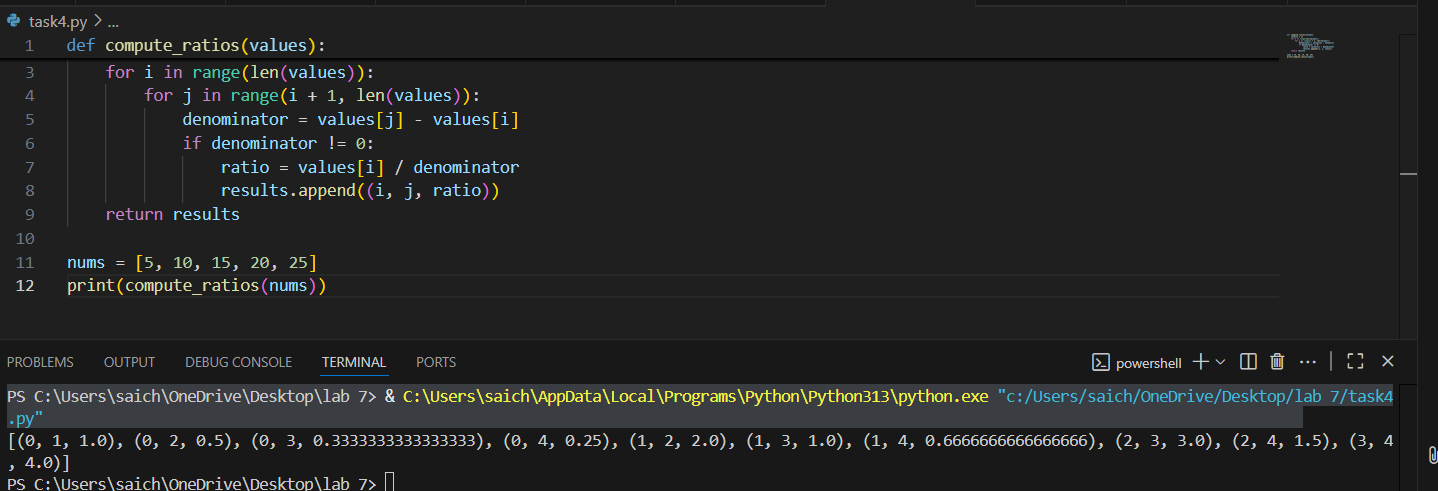 task4.py > ...
1 def compute_ratios(values):
3 for i in range(len(values)):
4 for j in range(i + 1, len(values)):
5 denominator = values[j] - values[i]
6 if denominator != 0:
7 ratio = values[i] / denominator
8 results.append((i, j, ratio))
9 return results
10
11 nums = [5, 10, 15, 20, 25]
12 print(compute_ratios(nums))
PROBLEMS OUTPUT DEBUG CONSOLE TERMINAL PORTS powershell
PS C:\Users\saich\OneDrive\Desktop\lab 7> & C:\Users\saich\AppData\Local\Programs\Python\Python313\python.exe "c:/Users/saich/OneDrive/Desktop/lab 7/task4
.py"
[(0, 1, 1.0), (0, 2, 0.5), (0, 3, 0.3333333333333333), (0, 4, 0.25), (1, 2, 2.0), (1, 3, 1.0), (1, 4, 0.6666666666666666), (2, 3, 3.0), (2, 4, 1.5), (3, 4
, 4.0)]
PS C:\Users\saich\OneDrive\Desktop\lab 7>